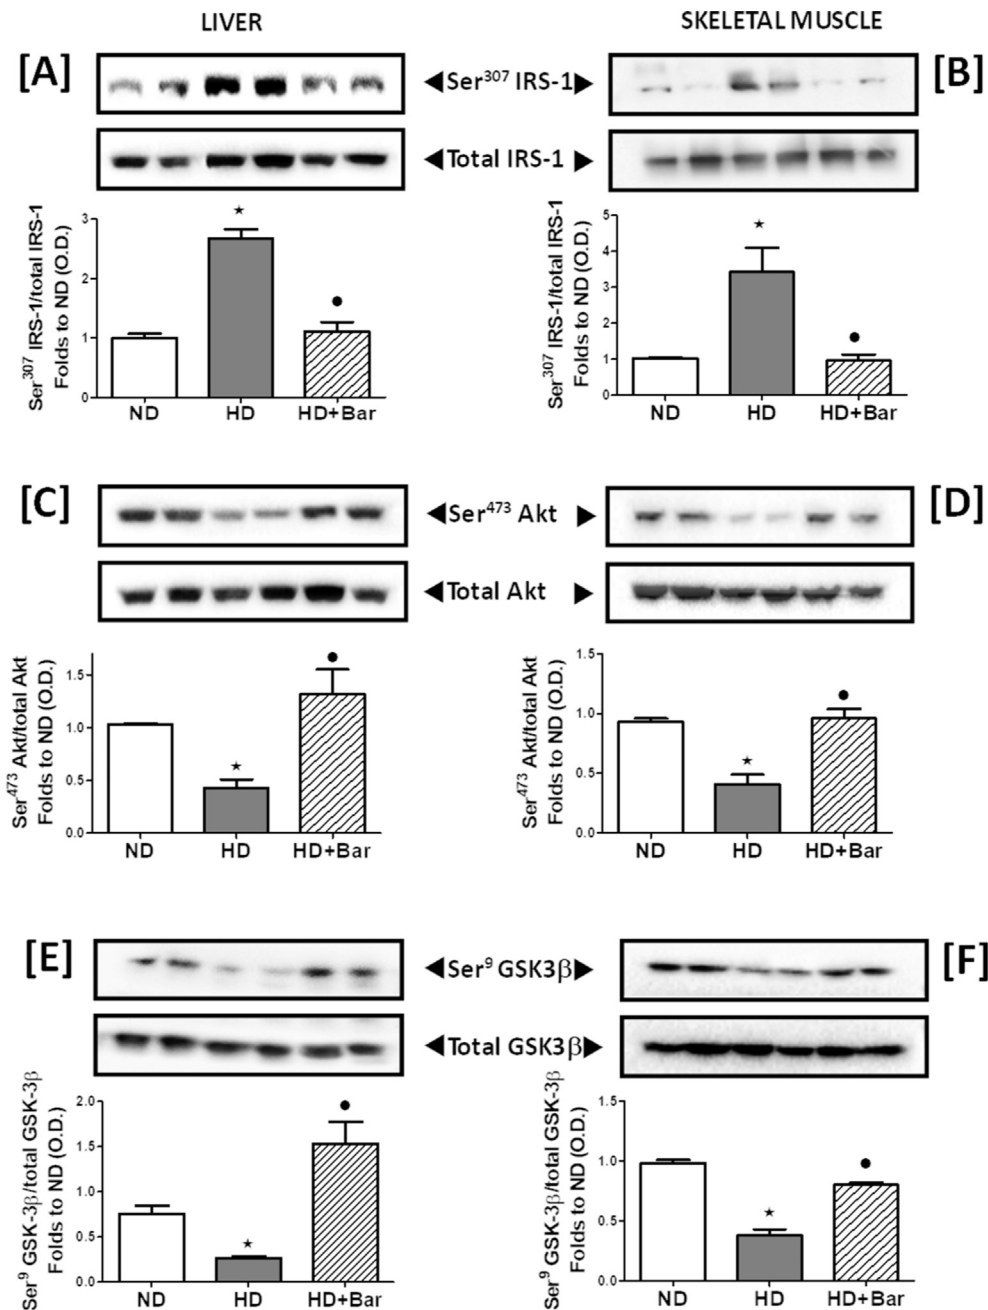 LIVER
SKELETAL MUSCLE
[A]
Ser³⁰⁷ IRS-1
[B]
Total IRS-1
Ser³⁰⁷ IRS-1/total IRS-1
Folds to ND (O.D.)
3
2
1
0
★
●
ND HD HD+Bar
Ser³⁰⁷ IRS-1/total IRS-1
Folds to ND (O.D.)
5
4
3
2
1
0
★
●
ND HD HD+Bar
[C]
Ser⁴⁷³ Akt
[D]
Total Akt
Ser⁴⁷³ Akt/total Akt
Folds to ND (O.D.)
1.5
1.0
0.5
0.0
★
●
ND HD HD+Bar
Ser⁴⁷³ Akt/total Akt
Folds to ND (O.D.)
1.5
1.0
0.5
0.0
★
●
ND HD HD+Bar
[E]
Ser⁹ GSK3β
[F]
Total GSK3β
Ser⁹ GSK-3β/total GSK-3β
Folds to ND (O.D.)
2.0
1.5
1.0
0.5
0.0
★
●
ND HD HD+Bar
Ser⁹ GSK-3β/total GSK-3β
Folds to ND (O.D.)
1.5
1.0
0.5
0.0
★
●
ND HD HD+Bar